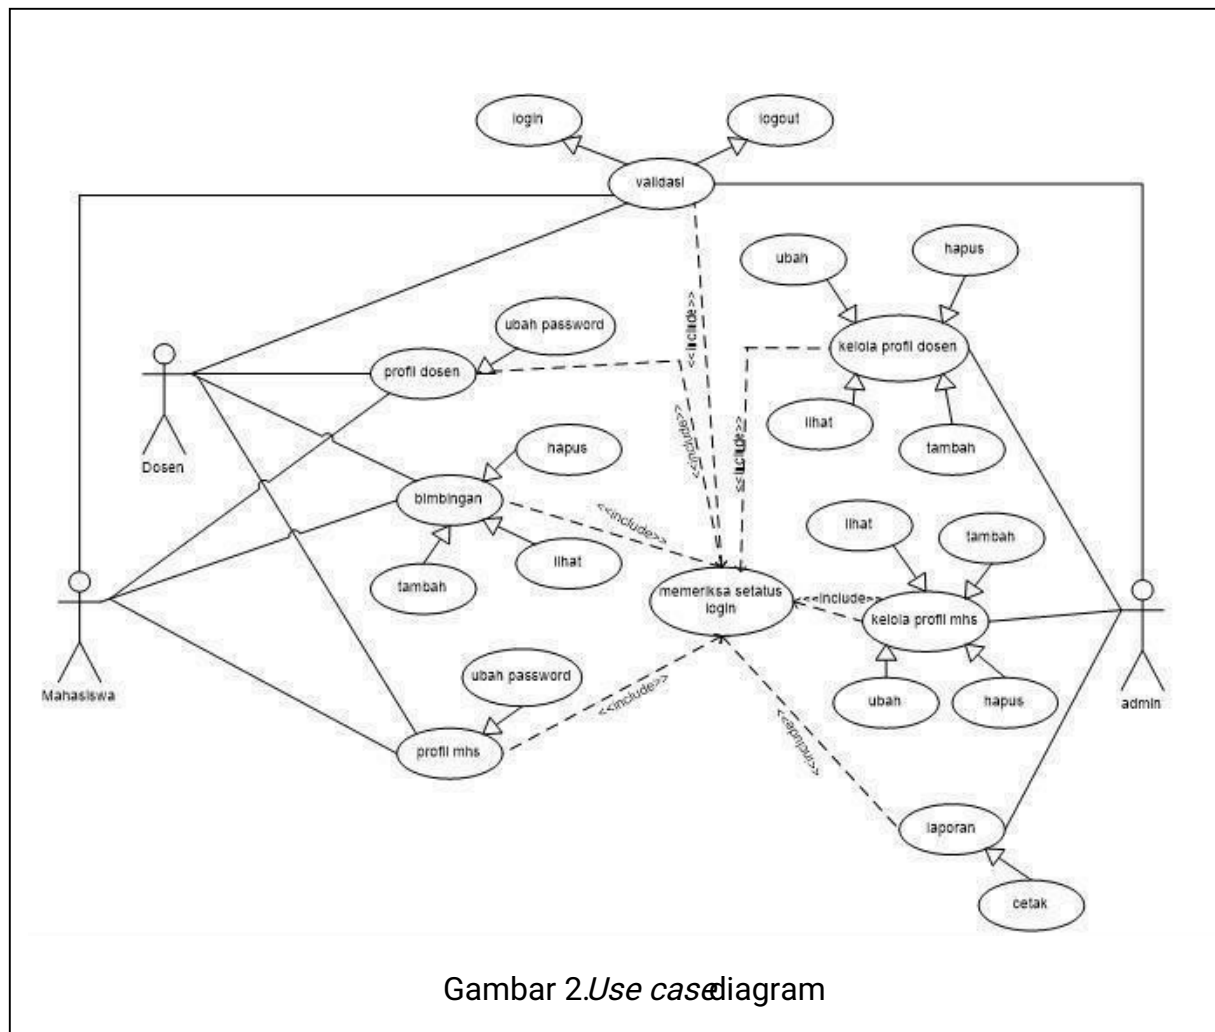 login
logout
validasi
ubah
hapus
<<include>>
ubah password
kelola profil dosen
profil dosen
lihat
<<include>>
<<include>>
tambah
Dosen
hapus
bimbingan
<<include>>
lihat
tambah
lihat
tambah
memeriksa setatus
login
<<include>>
kelola profil mhs
Mahasiswa
ubah password
<<include>>
ubah
hapus
admin
profil mhs
<<include>>
laporan
cetak
Gambar 2.Use casediagram